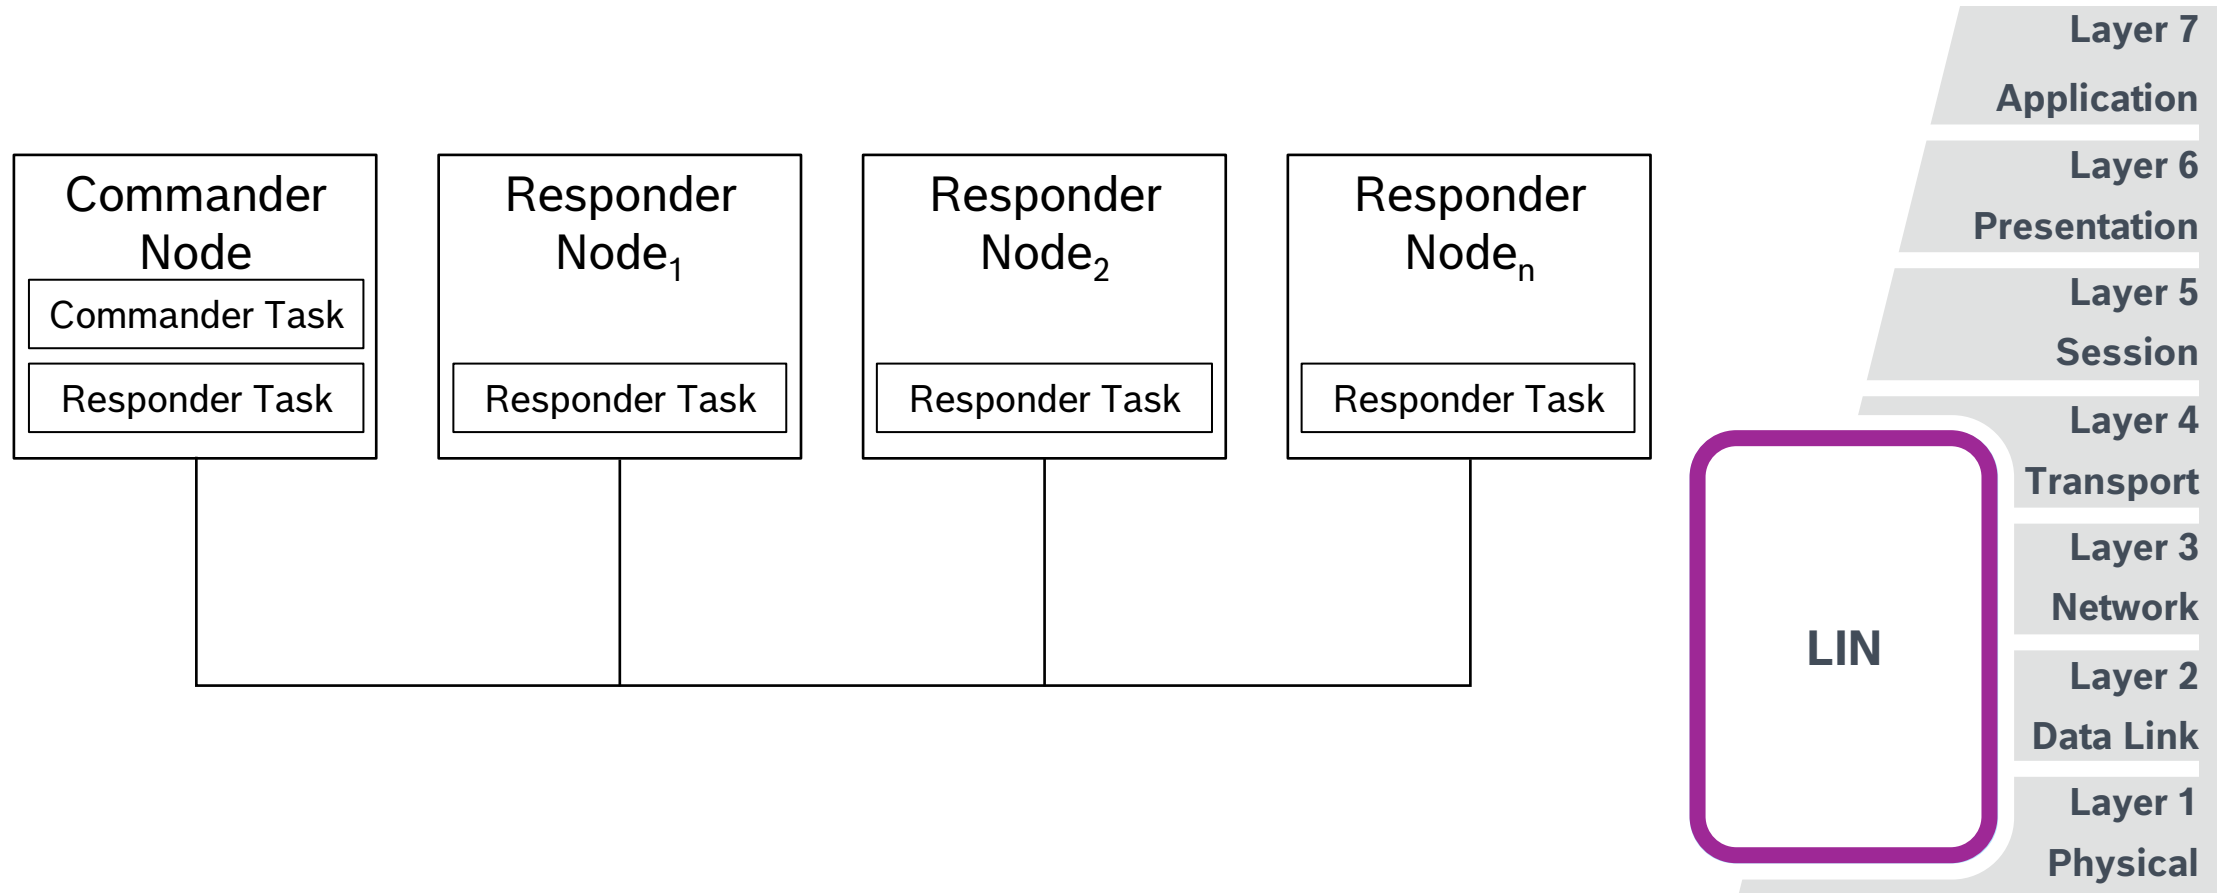 Commander
Node
Commander Task
Responder Task
Responder
Node₁
Responder Task
Responder
Node₂
Responder Task
Responder
Nodeₙ
Responder Task
LIN
Layer 7
Application
Layer 6
Presentation
Layer 5
Session
Layer 4
Transport
Layer 3
Network
Layer 2
Data Link
Layer 1
Physical